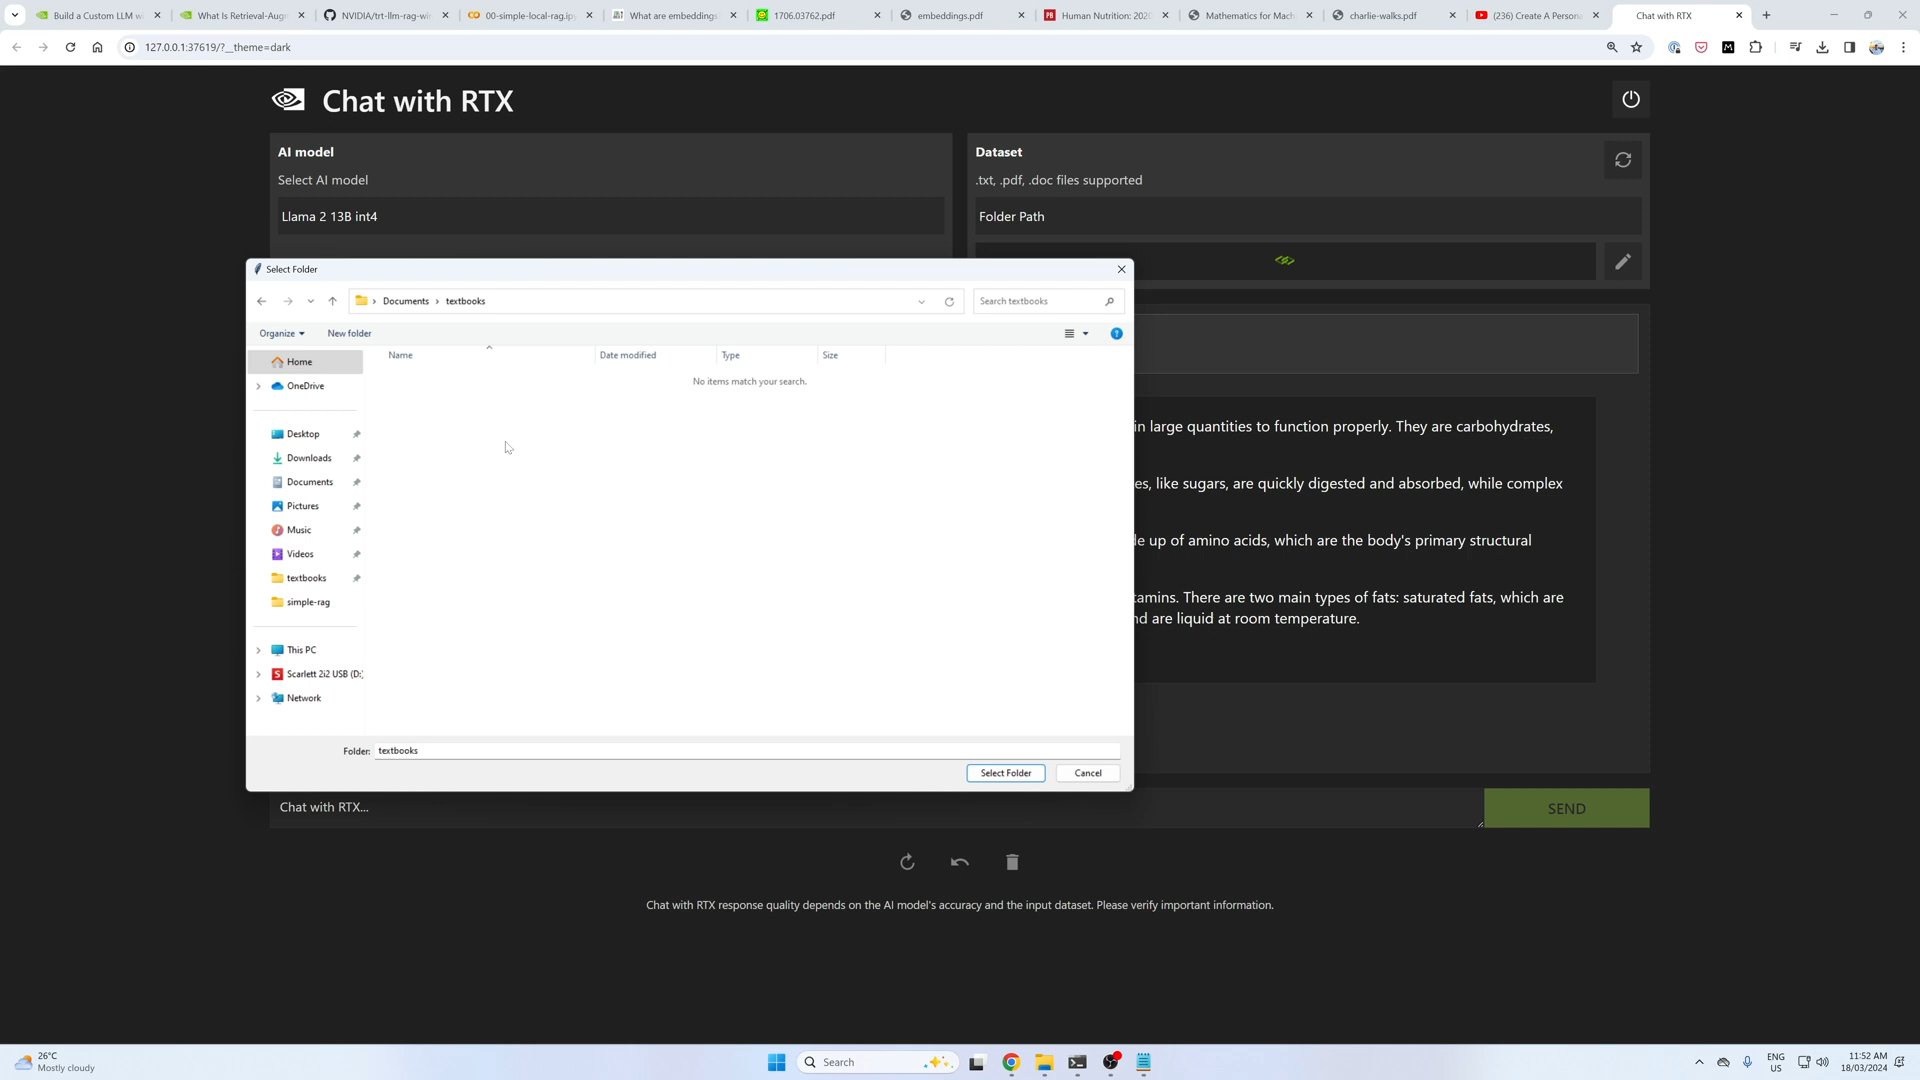 Build a Custom LLM wi
What Is Retrieval-Aug
NVIDIA/trt-llm-rag-wi
00-simple-local-rag.ip
What are embeddings
1706.03762.pdf
embeddings.pdf
Human Nutrition: 202
Mathematics for Mach
charlie-walks.pdf
(236) Create A Persona
Chat with RTX
127.0.0.1:37619/?__theme=dark
Chat with RTX
AI model
Select AI model
Llama 2 13B int4
Dataset
.txt, .pdf, .doc files supported
Folder Path
Select Folder
Documents › textbooks
Search textbooks
Organize
New folder
Name
Date modified
Type
Size
No items match your search.
Home
OneDrive
Desktop
Downloads
Documents
Pictures
Music
Videos
textbooks
simple-rag
This PC
Scarlett 2i2 USB (D:)
Network
Folder: textbooks
Select Folder
Cancel
in large quantities to function properly. They are carbohydrates,
es, like sugars, are quickly digested and absorbed, while complex
le up of amino acids, which are the body's primary structural
tamins. There are two main types of fats: saturated fats, which are
nd are liquid at room temperature.
Chat with RTX...
SEND
Chat with RTX response quality depends on the AI model's accuracy and the input dataset. Please verify important information.
26°C
Mostly cloudy
Search
ENG
US
11:52 AM
18/03/2024